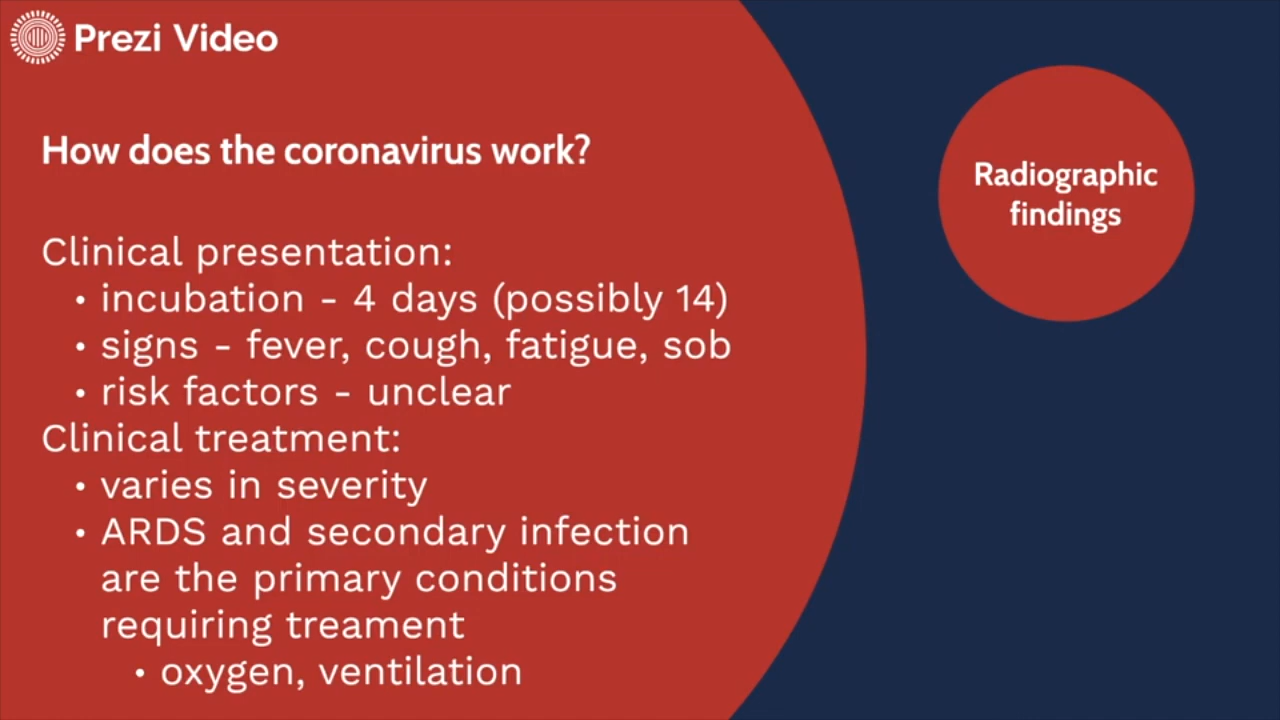 Prezi Video
How does the coronavirus work?
Clinical presentation:
• incubation - 4 days (possibly 14)
• signs - fever, cough, fatigue, sob
• risk factors - unclear
Clinical treatment:
• varies in severity
• ARDS and secondary infection
are the primary conditions
requiring treament
• oxygen, ventilation
Radiographic
findings